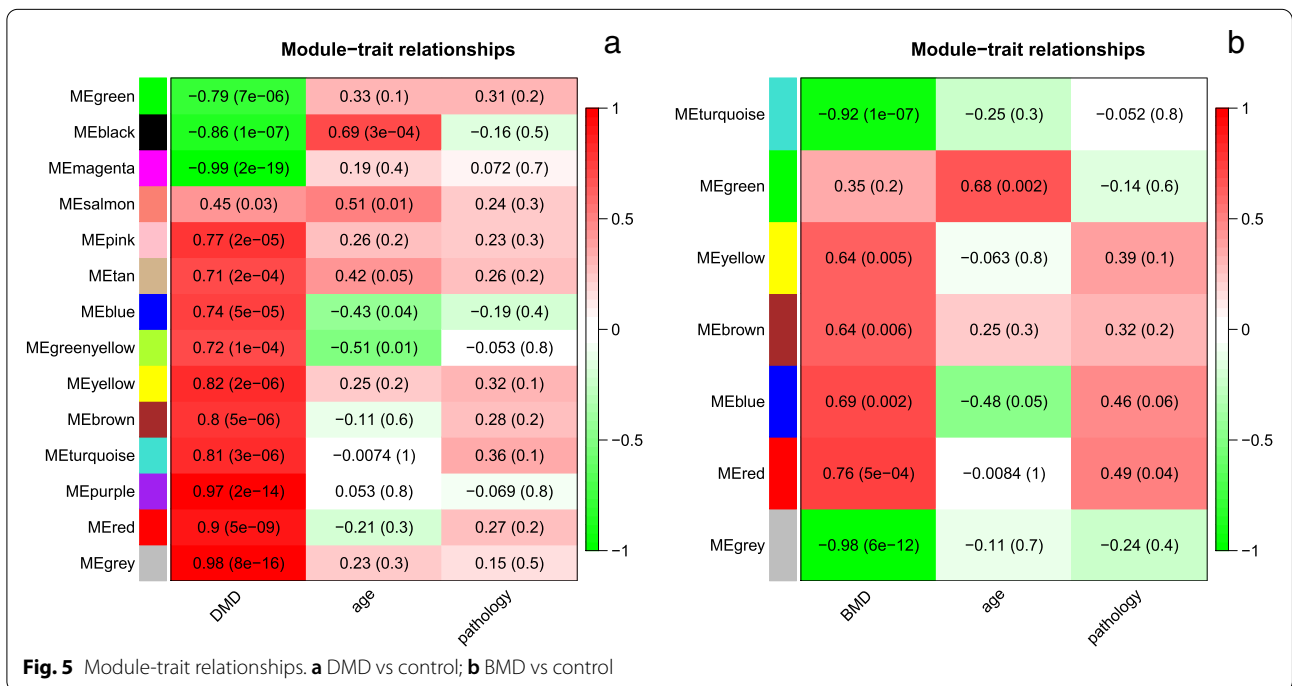 Module−trait relationships
a
MEgreen −0.79 (7e−06) 0.33 (0.1) 0.31 (0.2)
MEblack −0.86 (1e−07) 0.69 (3e−04) −0.16 (0.5)
MEmagenta −0.99 (2e−19) 0.19 (0.4) 0.072 (0.7)
MEsalmon 0.45 (0.03) 0.51 (0.01) 0.24 (0.3)
MEpink 0.77 (2e−05) 0.26 (0.2) 0.23 (0.3)
MEtan 0.71 (2e−04) 0.42 (0.05) 0.26 (0.2)
MEblue 0.74 (5e−05) −0.43 (0.04) −0.19 (0.4)
MEgreenyellow 0.72 (1e−04) −0.51 (0.01) −0.053 (0.8)
MEyellow 0.82 (2e−06) 0.25 (0.2) 0.32 (0.1)
MEbrown 0.8 (5e−06) −0.11 (0.6) 0.28 (0.2)
MEturquoise 0.81 (3e−06) −0.0074 (1) 0.36 (0.1)
MEpurple 0.97 (2e−14) 0.053 (0.8) −0.069 (0.8)
MEred 0.9 (5e−09) −0.21 (0.3) 0.27 (0.2)
MEgrey 0.98 (8e−16) 0.23 (0.3) 0.15 (0.5)
DMD age pathology
1
0.5
0
−0.5
−1
Module−trait relationships
b
MEturquoise −0.92 (1e−07) −0.25 (0.3) −0.052 (0.8)
MEgreen 0.35 (0.2) 0.68 (0.002) −0.14 (0.6)
MEyellow 0.64 (0.005) −0.063 (0.8) 0.39 (0.1)
MEbrown 0.64 (0.006) 0.25 (0.3) 0.32 (0.2)
MEblue 0.69 (0.002) −0.48 (0.05) 0.46 (0.06)
MEred 0.76 (5e−04) −0.0084 (1) 0.49 (0.04)
MEgrey −0.98 (6e−12) −0.11 (0.7) −0.24 (0.4)
BMD age pathology
1
0.5
0
−0.5
−1
Fig. 5 Module-trait relationships. a DMD vs control; b BMD vs control